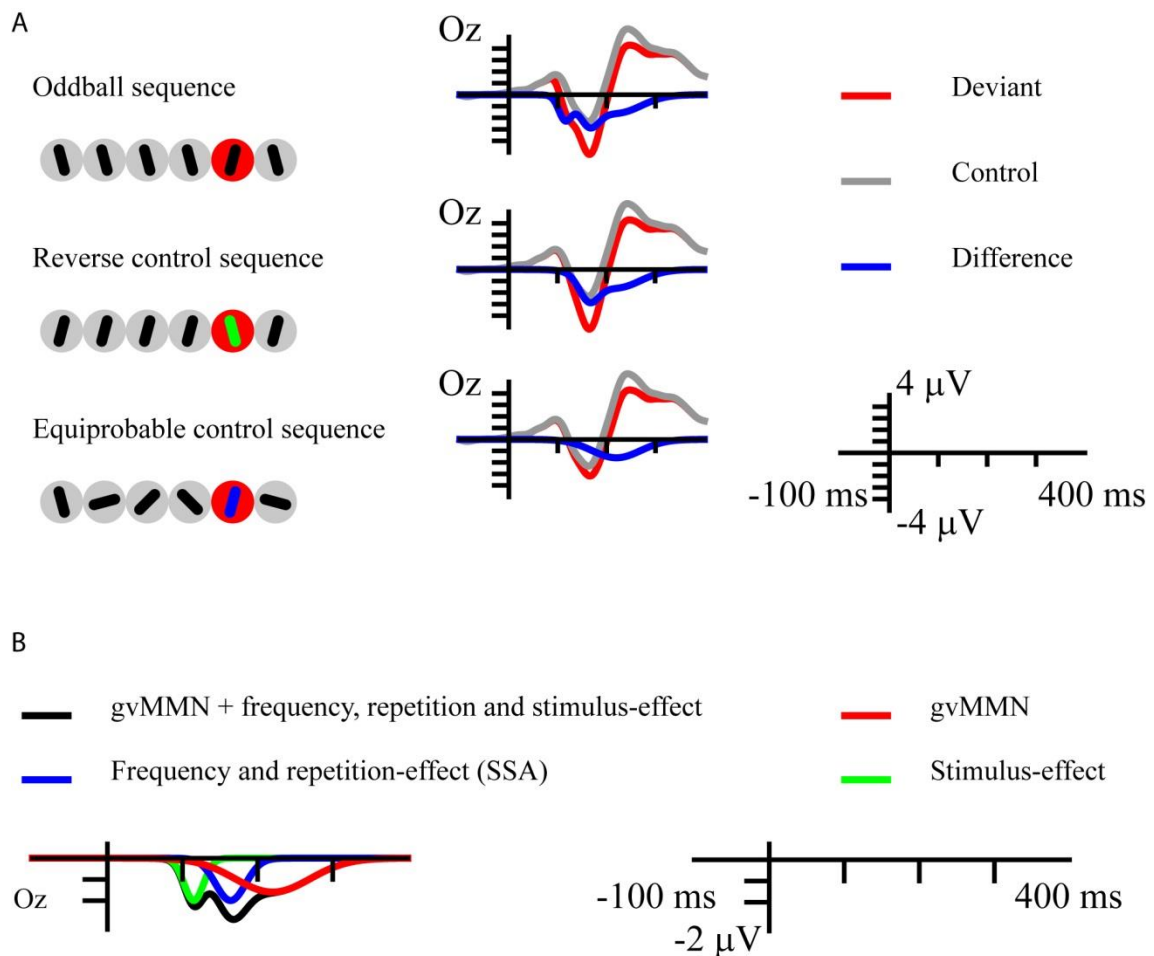 A
Oddball sequence
Oz
Deviant
Control
Reverse control sequence
Oz
Difference
Equiprobable control sequence
Oz
4 μV
-100 ms
400 ms
-4 μV
B
gvMMN + frequency, repetition and stimulus-effect
gvMMN
Frequency and repetition-effect (SSA)
Stimulus-effect
Oz
-100 ms
400 ms
-2 μV